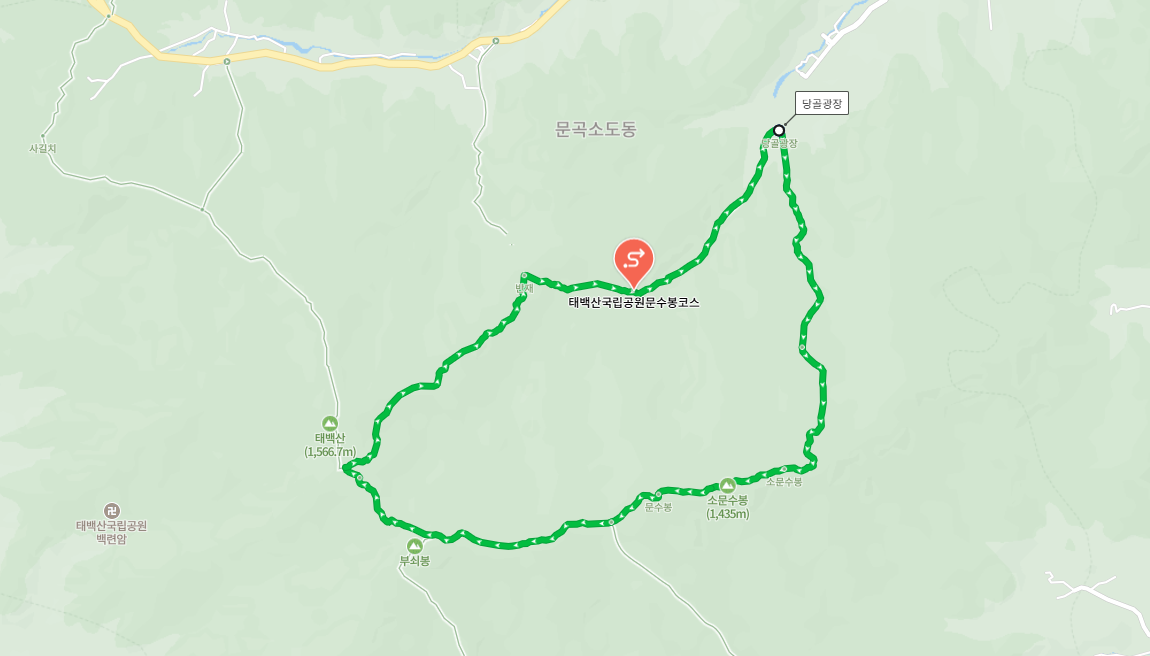 당골광장
문곡소도동
당골광장
사길치
반재
태백산국립공원문수봉코스
태백산
(1,566.7m)
소문수봉
문수봉
소문수봉
(1,435m)
태백산국립공원
백련암
부쇠봉